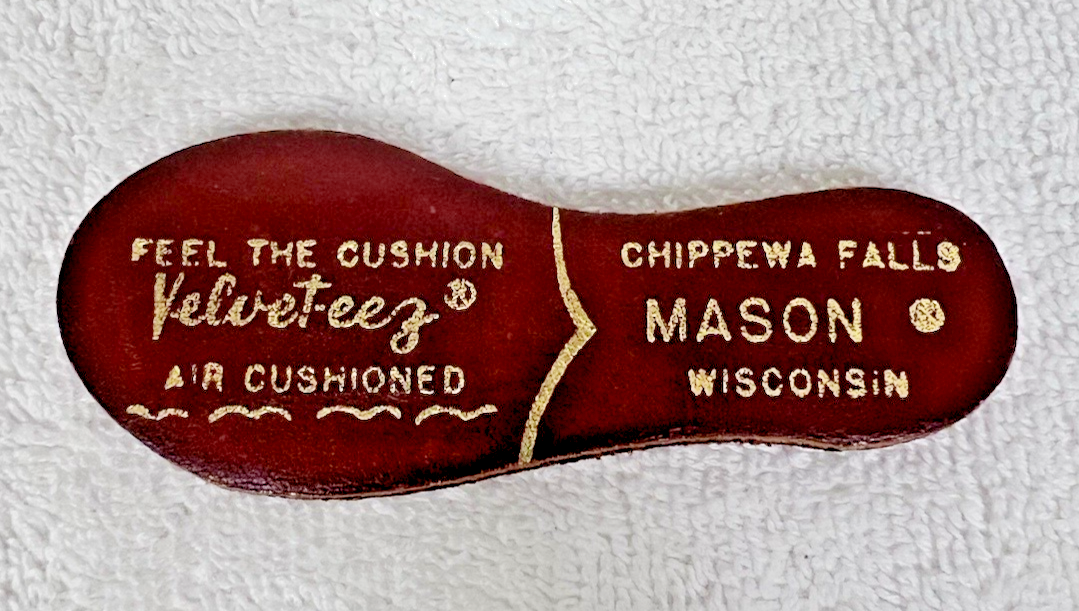 FEEL THE CUSHION
Velvet-eez®
AIR CUSHIONED
CHIPPEWA FALLS
MASON ®
WISCONSIN